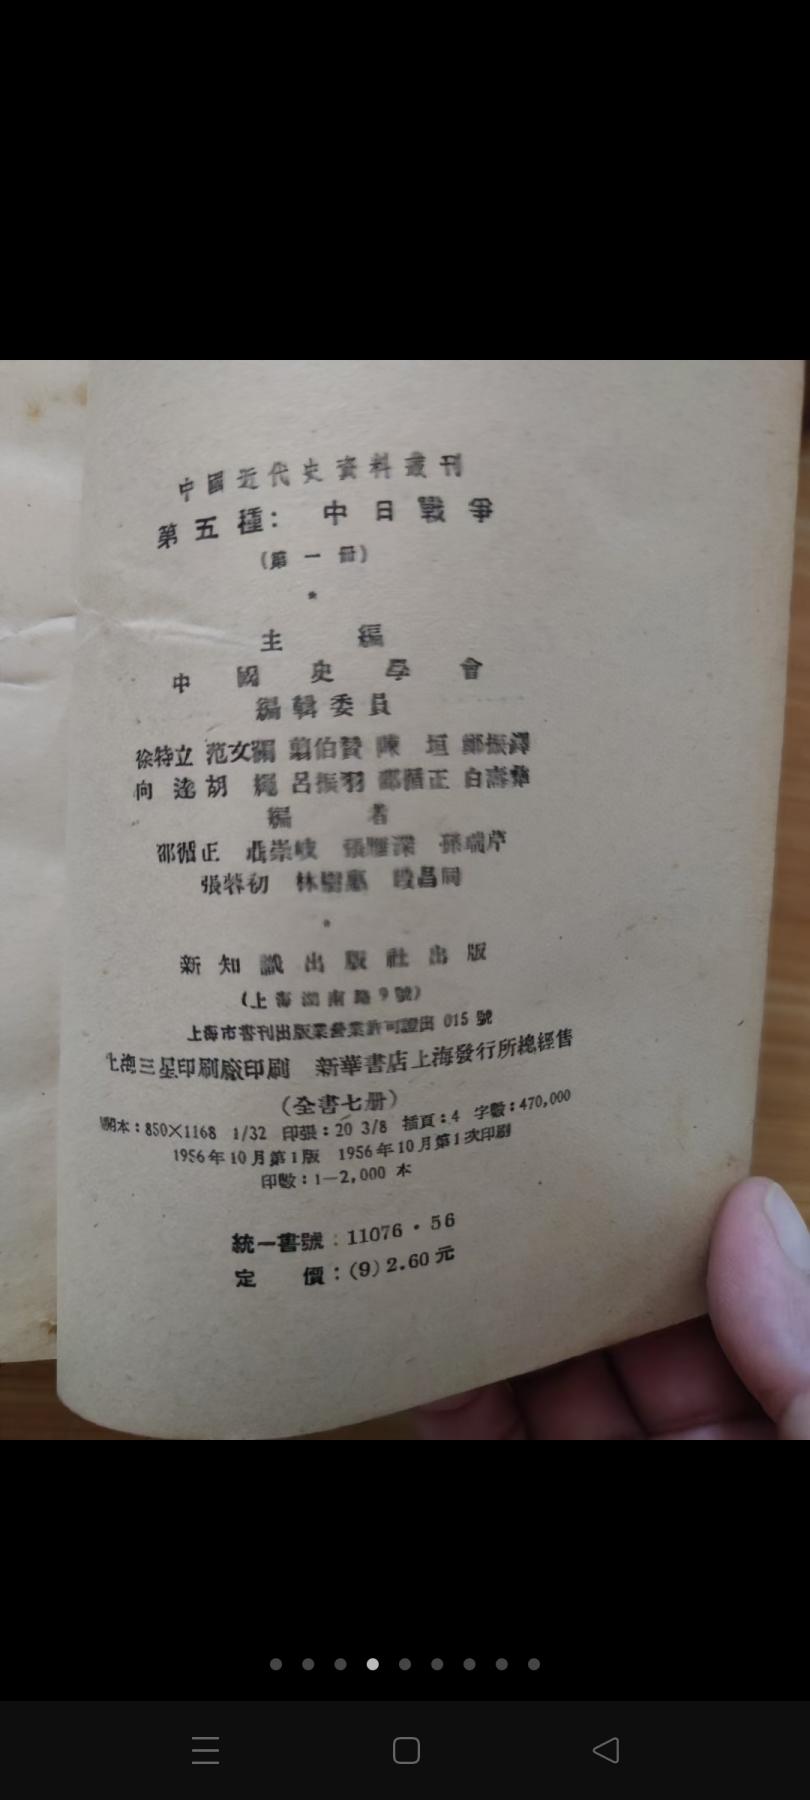 中國近代史資料叢刊
第五種：中日戰爭
（第一冊）
*
主編
中國史學會
編輯委員
徐特立 范文瀾 翦伯贊 陳垣 鄭振鐸
向達 胡繩 呂振羽 邵循正 白壽彝
編者
邵循正 聶崇岐 張雁深 孫瑞芹
張蓉初 林樹惠 段昌同
*
新知識出版社出版
（上海湖南路9號）
上海市書刊出版業營業許可證出015號
上海三星印刷廠印刷 新華書店上海發行所總經售
（全書七册）
開本：850×1168 1/32 印張：20 3/8 插頁：4 字數：470,000
1956年10月第1版 1956年10月第1次印刷
印數：1—2,000 本
統一書號：11076·56
定價：(9)2.60元